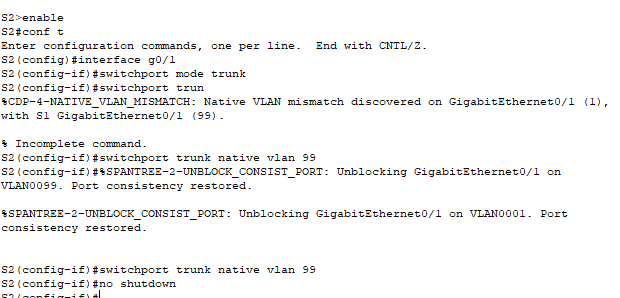 S2>enable
S2#conf t
Enter configuration commands, one per line.  End with CNTL/Z.
S2(config)#interface g0/1
S2(config-if)#switchport mode trunk
S2(config-if)#switchport trun
%CDP-4-NATIVE_VLAN_MISMATCH: Native VLAN mismatch discovered on GigabitEthernet0/1 (1),
with S1 GigabitEthernet0/1 (99).
% Incomplete command.
S2(config-if)#switchport trunk native vlan 99
S2(config-if)#%SPANTREE-2-UNBLOCK_CONSIST_PORT: Unblocking GigabitEthernet0/1 on
VLAN0099. Port consistency restored.
%SPANTREE-2-UNBLOCK_CONSIST_PORT: Unblocking GigabitEthernet0/1 on VLAN0001. Port
consistency restored.
S2(config-if)#switchport trunk native vlan 99
S2(config-if)#no shutdown
S2(config-if)#